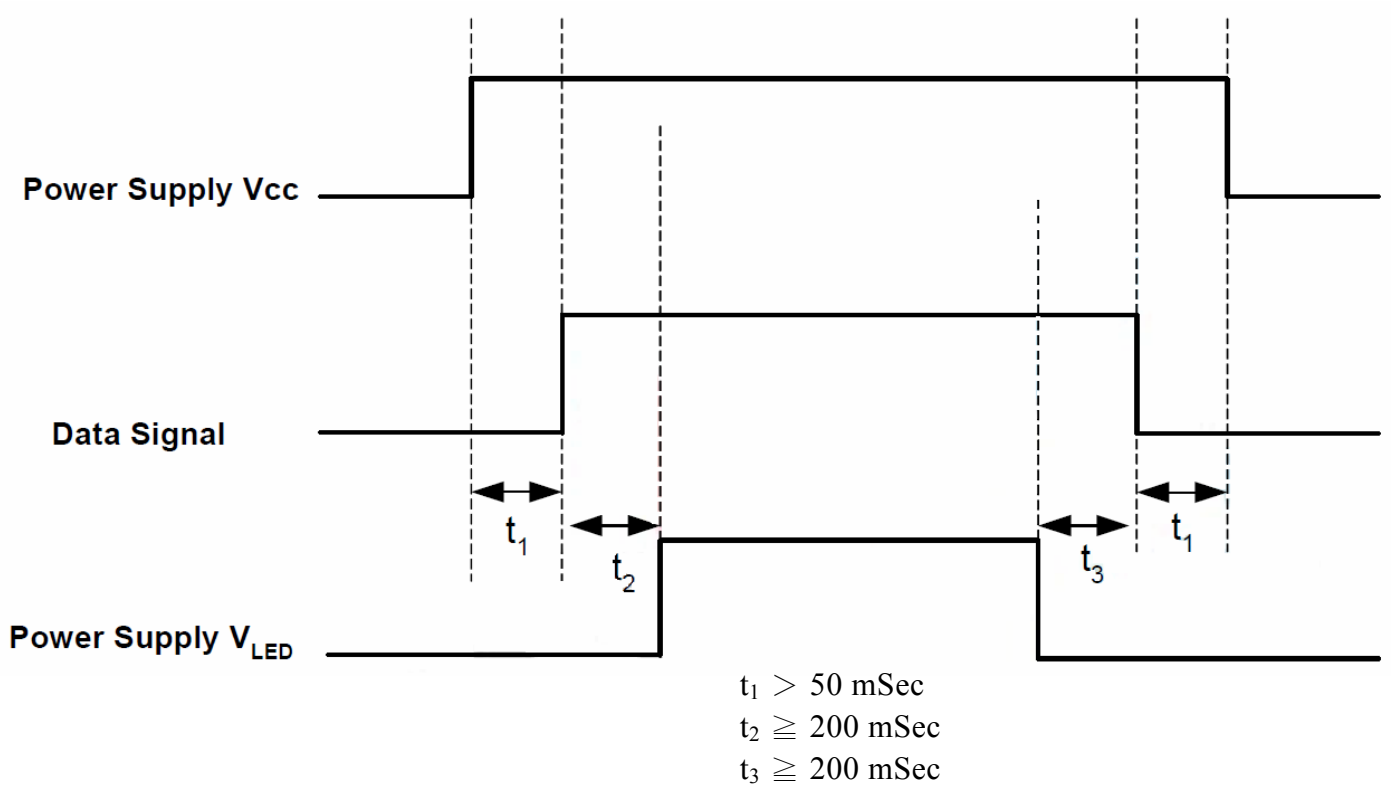 Power Supply Vcc
Data Signal
t₁
t₁
t₂
t₃
Power Supply V_LED
t₁ > 50 mSec
t₂ ≧ 200 mSec
t₃ ≧ 200 mSec